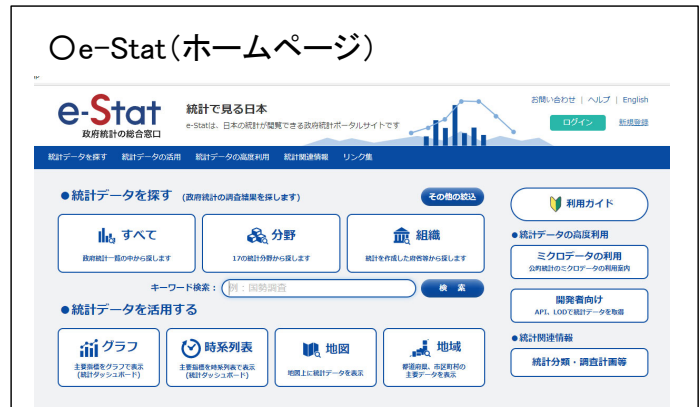 〇e-Stat(ホームページ)
お問い合わせ | ヘルプ | English
e-Stat
政府統計の総合窓口
統計で見る日本
e-Statは、日本の統計が閲覧できる政府統計ポータルサイトです
ログイン 新規登録
統計データを探す 統計データの活用 統計データの高度利用 統計関連情報 リンク集
●統計データを探す (政府統計の調査結果を探します) その他の絞込
すべて
政府統計一覧の中から探します
分野
17の統計分野から探します
組織
統計を作成した府省等から探します
キーワード検索: 例:国勢調査 検索
●統計データを活用する
グラフ
主要指標をグラフで表示
(統計ダッシュボード)
時系列表
主要指標を時系列表で表示
(統計ダッシュボード)
地図
地図上に統計データを表示
地域
都道府県、市区町村の
主要データを表示
利用ガイド
●統計データの高度利用
ミクロデータの利用
公的統計のミクロデータの利用案内
開発者向け
API、LODで統計データを取得
●統計関連情報
統計分類・調査計画等